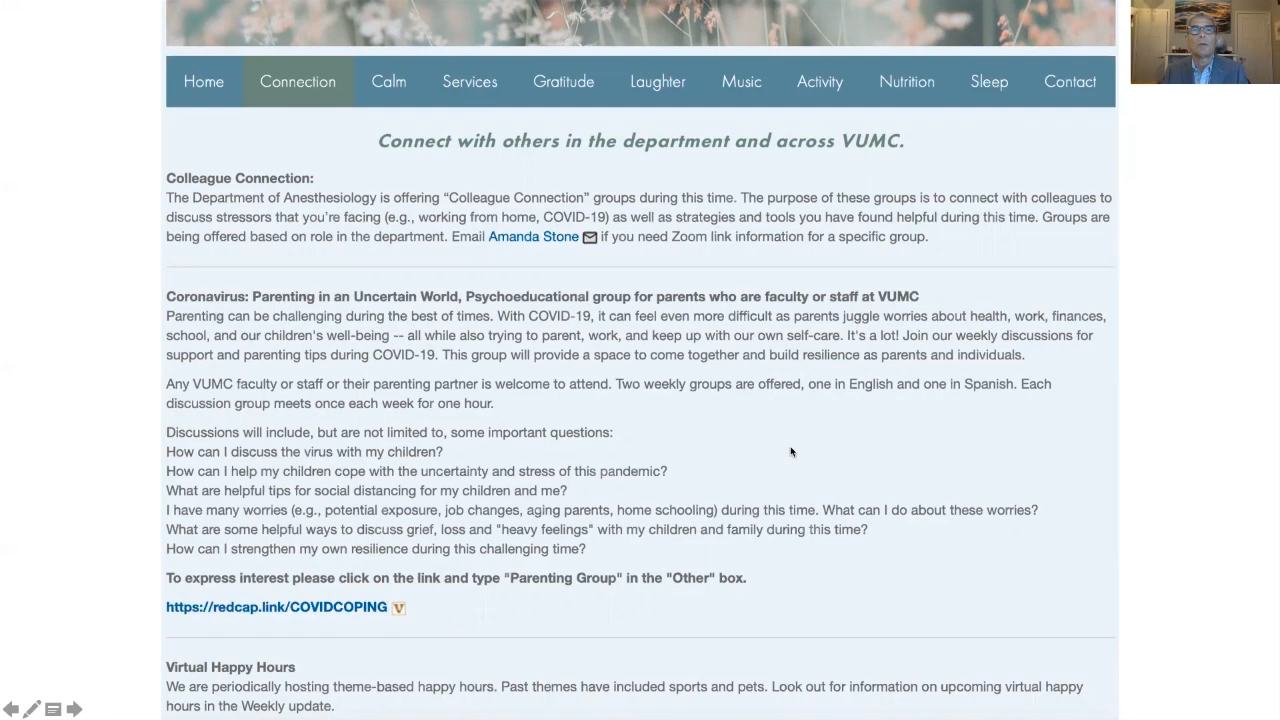 Home Connection Calm Services Gratitude Laughter Music Activity Nutrition Sleep Contact
Connect with others in the department and across VUMC.
Colleague Connection:
The Department of Anesthesiology is offering “Colleague Connection” groups during this time. The purpose of these groups is to connect with colleagues to
discuss stressors that you’re facing (e.g., working from home, COVID-19) as well as strategies and tools you have found helpful during this time. Groups are
being offered based on role in the department. Email Amanda Stone if you need Zoom link information for a specific group.
Coronavirus: Parenting in an Uncertain World, Psychoeducational group for parents who are faculty or staff at VUMC
Parenting can be challenging during the best of times. With COVID-19, it can feel even more difficult as parents juggle worries about health, work, finances,
school, and our children's well-being -- all while also trying to parent, work, and keep up with our own self-care. It's a lot! Join our weekly discussions for
support and parenting tips during COVID-19. This group will provide a space to come together and build resilience as parents and individuals.
Any VUMC faculty or staff or their parenting partner is welcome to attend. Two weekly groups are offered, one in English and one in Spanish. Each
discussion group meets once each week for one hour.
Discussions will include, but are not limited to, some important questions:
How can I discuss the virus with my children?
How can I help my children cope with the uncertainty and stress of this pandemic?
What are helpful tips for social distancing for my children and me?
I have many worries (e.g., potential exposure, job changes, aging parents, home schooling) during this time. What can I do about these worries?
What are some helpful ways to discuss grief, loss and "heavy feelings" with my children and family during this time?
How can I strengthen my own resilience during this challenging time?
To express interest please click on the link and type "Parenting Group" in the "Other" box.
https://redcap.link/COVIDCOPING V
Virtual Happy Hours
We are periodically hosting theme-based happy hours. Past themes have included sports and pets. Look out for information on upcoming virtual happy
hours in the Weekly update.